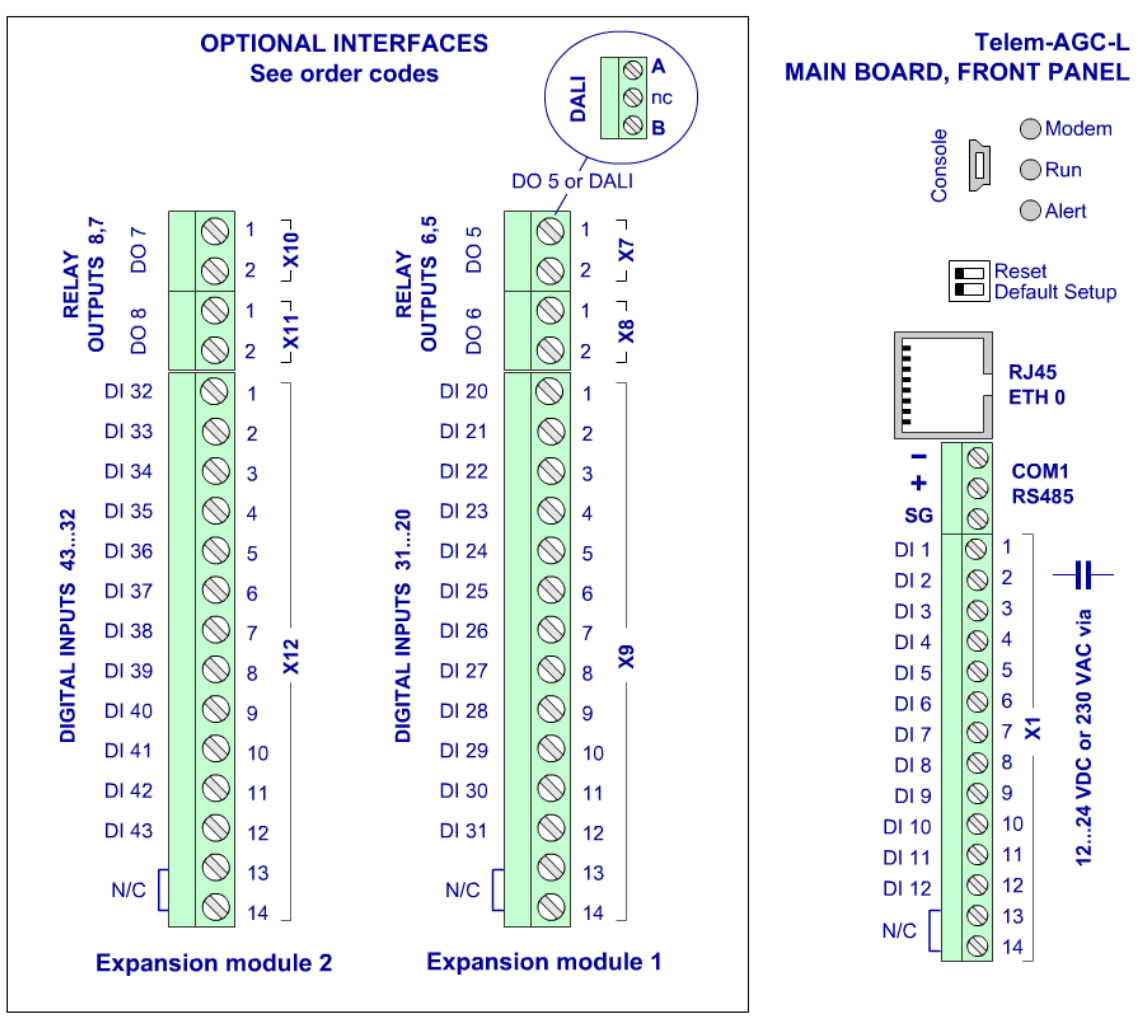 OPTIONAL INTERFACES
See order codes
DALI
A
nc
B
DO 5 or DALI
RELAY
OUTPUTS 8,7
DO 7
1
2
X10
DO 8
1
2
X11
DIGITAL INPUTS 43...32
DI 32 1
DI 33 2
DI 34 3
DI 35 4
DI 36 5
DI 37 6
DI 38 7
DI 39 8
DI 40 9
DI 41 10
DI 42 11
DI 43 12
13
N/C
14
X12
Expansion module 2
RELAY
OUTPUTS 6,5
DO 5
1
2
X7
DO 6
1
2
X8
DIGITAL INPUTS 31...20
DI 20 1
DI 21 2
DI 22 3
DI 23 4
DI 24 5
DI 25 6
DI 26 7
DI 27 8
DI 28 9
DI 29 10
DI 30 11
DI 31 12
13
N/C
14
X9
Expansion module 1
Telem-AGC-L
MAIN BOARD, FRONT PANEL
Console
Modem
Run
Alert
Reset
Default Setup
RJ45
ETH 0
–
+
SG
COM1
RS485
DI 1 1
DI 2 2
DI 3 3
DI 4 4
DI 5 5
DI 6 6
DI 7 7
DI 8 8
DI 9 9
DI 10 10
DI 11 11
DI 12 12
13
N/C
14
X1
12...24 VDC or 230 VAC via